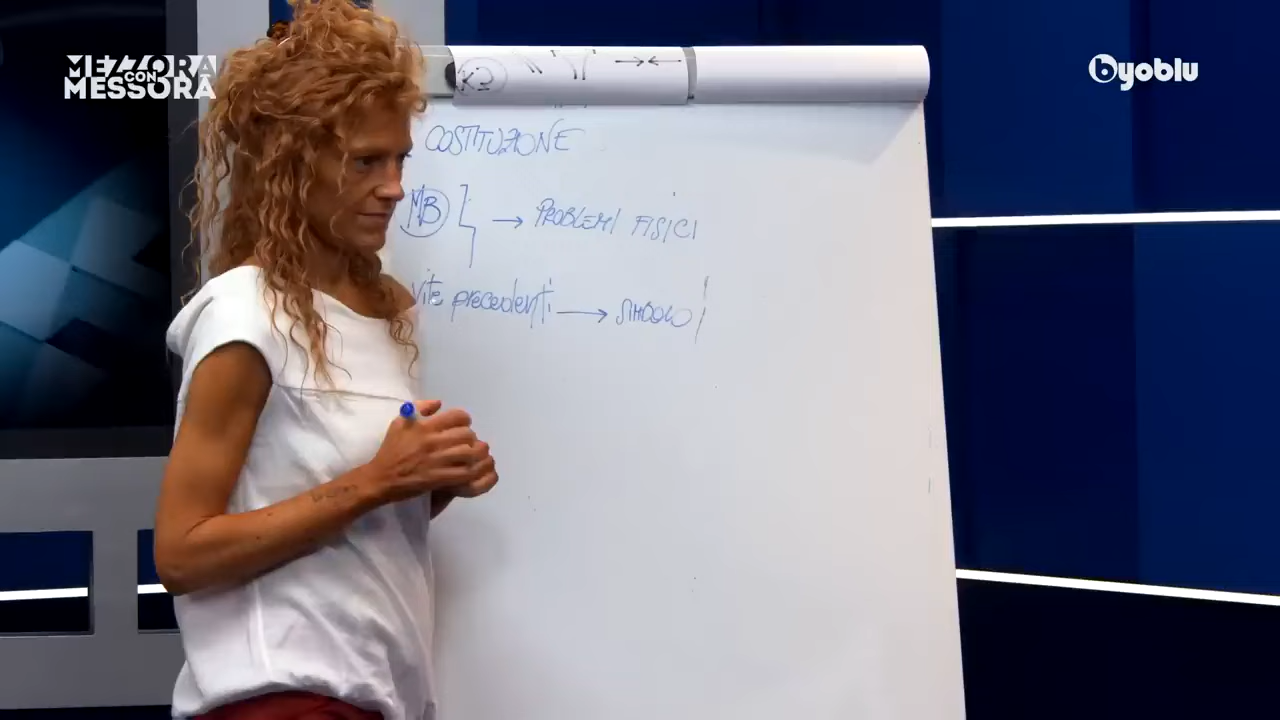 MEZZORA
CON
MESSORA
byoblu
COSTITUZIONE
MB → PROBLEMI FISICI
Vite precedenti → SIMBOLO